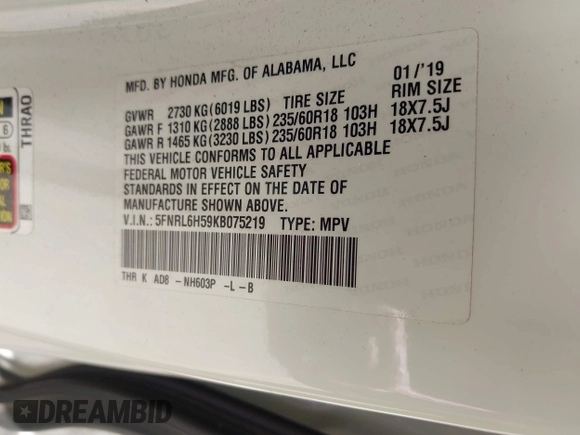 MFD. BY HONDA MFG. OF ALABAMA, LLC 01/'19
GVWR 2730 KG(6019 LBS) TIRE SIZE RIM SIZE
GAWR F 1310 KG(2888 LBS) 235/60R18 103H 18X7.5J
GAWR R 1465 KG(3230 LBS) 235/60R18 103H 18X7.5J
THIS VEHICLE CONFORMS TO ALL APPLICABLE
FEDERAL MOTOR VEHICLE SAFETY
STANDARDS IN EFFECT ON THE DATE OF
MANUFACTURE SHOWN ABOVE.
V.I.N.: 5FNRL6H59KB075219 TYPE: MPV
THR K AD8 -NH603P -L-B
THRA0
DREAMBID